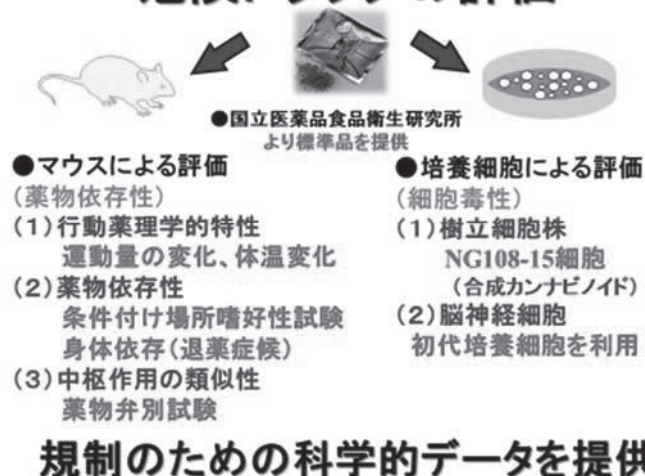 ●国立医薬品食品衛生研究所
より標準品を提供
●マウスによる評価
(薬物依存性)
(1)行動薬理学的特性
運動量の変化、体温変化
(2)薬物依存性
条件付け場所嗜好性試験
身体依存(退薬症候)
(3)中枢作用の類似性
薬物弁別試験
●培養細胞による評価
(細胞毒性)
(1)樹立細胞株
NG108-15細胞
(合成カンナビノイド)
(2)脳神経細胞
初代培養細胞を利用
規制のための科学的データを提供